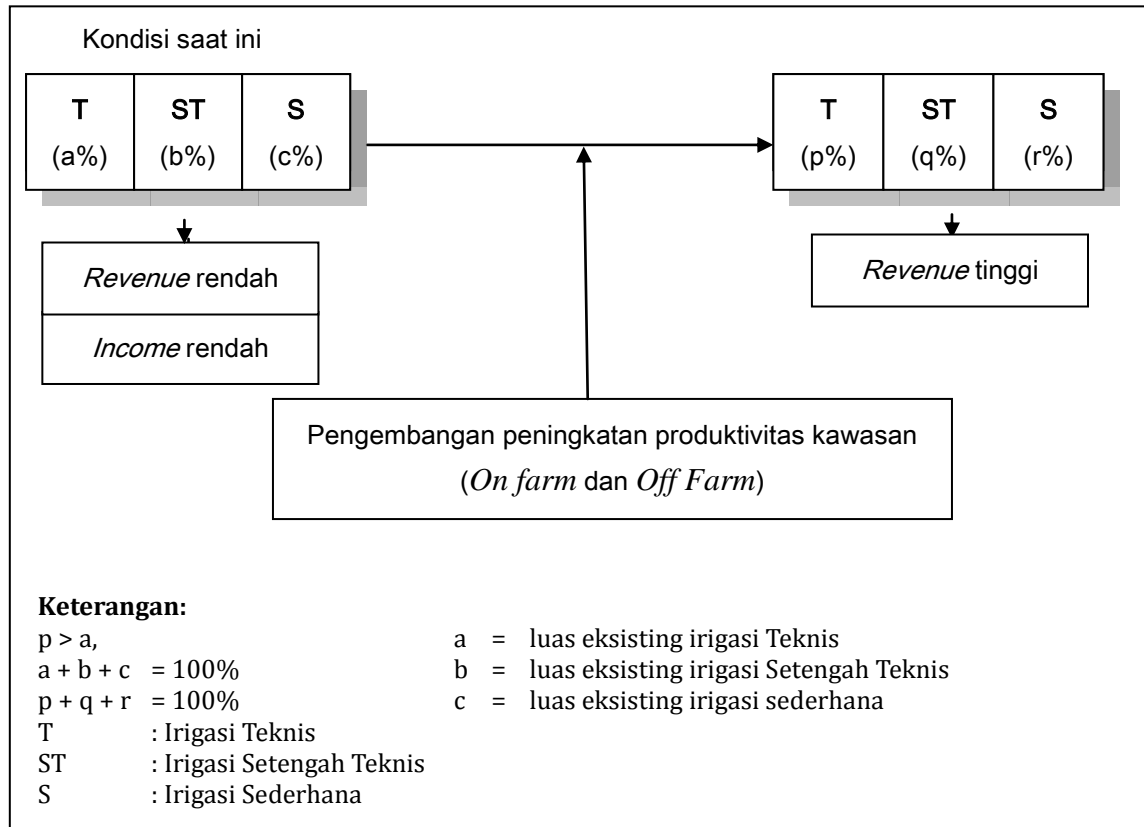 Kondisi saat ini
T ST S
(a%) (b%) (c%)
T ST S
(p%) (q%) (r%)
Revenue rendah
Income rendah
Revenue tinggi
Pengembangan peningkatan produktivitas kawasan
(On farm dan Off Farm)
Keterangan:
p > a,
a + b + c = 100%
p + q + r = 100%
T : Irigasi Teknis
ST : Irigasi Setengah Teknis
S : Irigasi Sederhana
a = luas eksisting irigasi Teknis
b = luas eksisting irigasi Setengah Teknis
c = luas eksisting irigasi sederhana